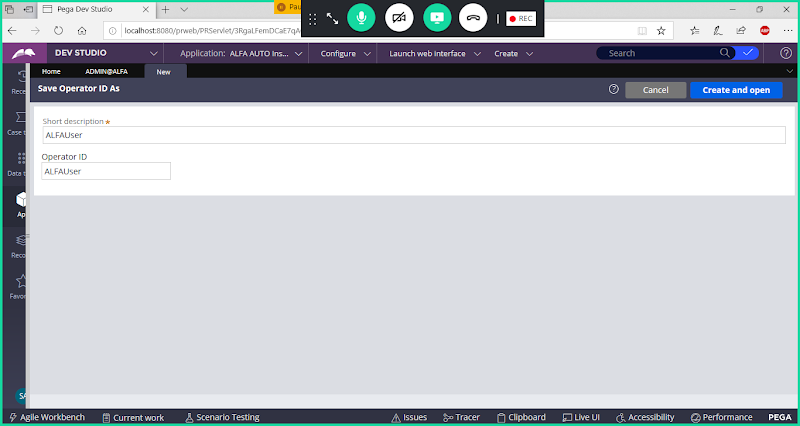 Pega Dev Studio
Pau
REC
localhost:8080/prweb/PRServlet/
DEV STUDIO
Application: ALFA AUTO Ins...
Configure
Launch web interface
Create
Search
Home
ADMIN@ALFA
New
Save Operator ID As
Cancel
Create and open
Short description *
ALFAUser
Operator ID
ALFAUser
Rece
Case t
Data t
Ap
Reco
Favor
SA
Agile Workbench
Current work
Scenario Testing
Issues
Tracer
Clipboard
Live UI
Accessibility
Performance
PEGA